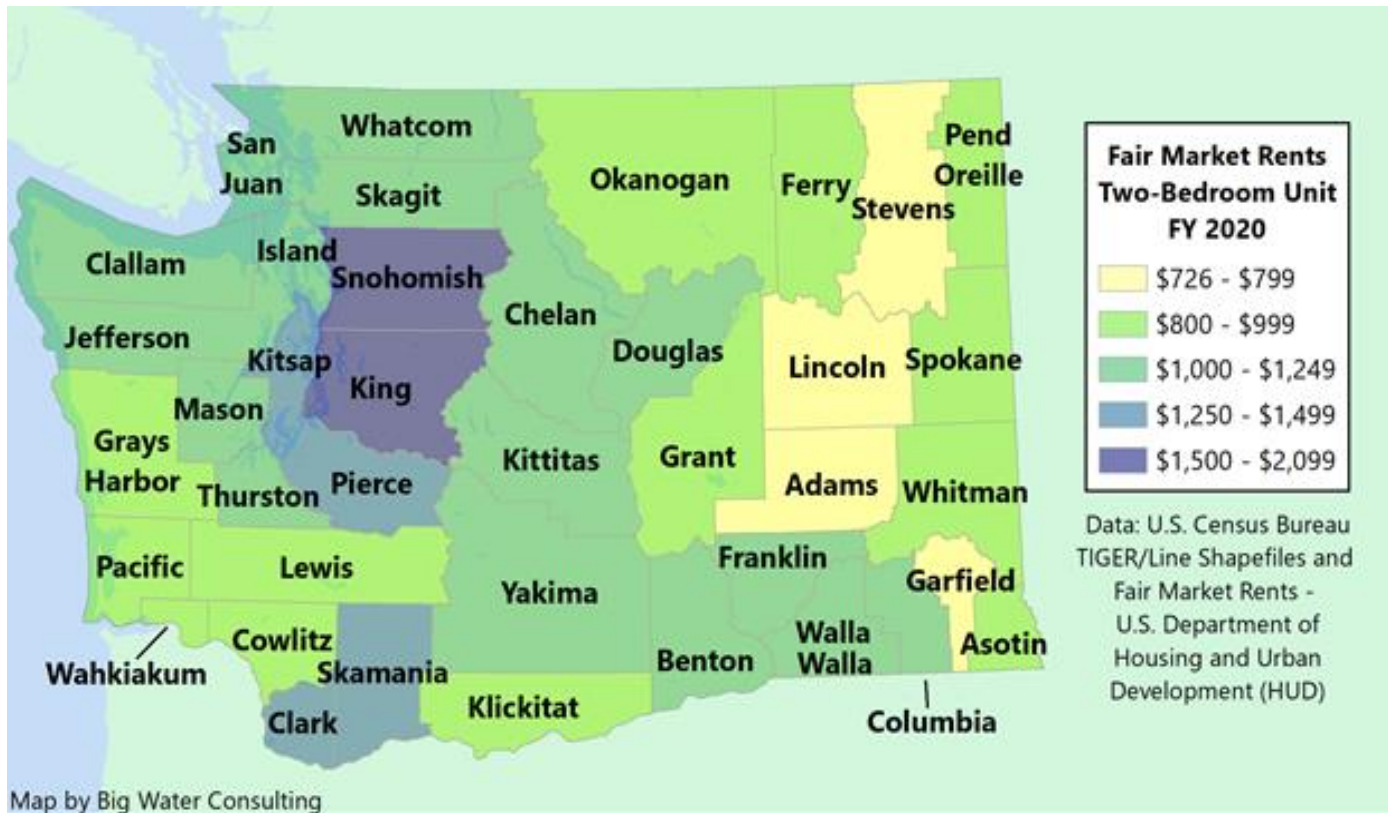 Whatcom
San
Juan
Skagit
Okanogan
Ferry
Stevens
Pend
Oreille
Island
Clallam
Snohomish
Chelan
Jefferson
Kitsap
King
Douglas
Lincoln
Spokane
Mason
Grays
Harbor
Thurston
Pierce
Kittitas
Grant
Adams
Whitman
Pacific
Lewis
Yakima
Franklin
Garfield
Cowlitz
Wahkiakum
Skamania
Benton
Walla
Walla
Asotin
Clark
Klickitat
Columbia
Fair Market Rents
Two-Bedroom Unit
FY 2020
$726 - $799
$800 - $999
$1,000 - $1,249
$1,250 - $1,499
$1,500 - $2,099
Data: U.S. Census Bureau
TIGER/Line Shapefiles and
Fair Market Rents -
U.S. Department of
Housing and Urban
Development (HUD)
Map by Big Water Consulting